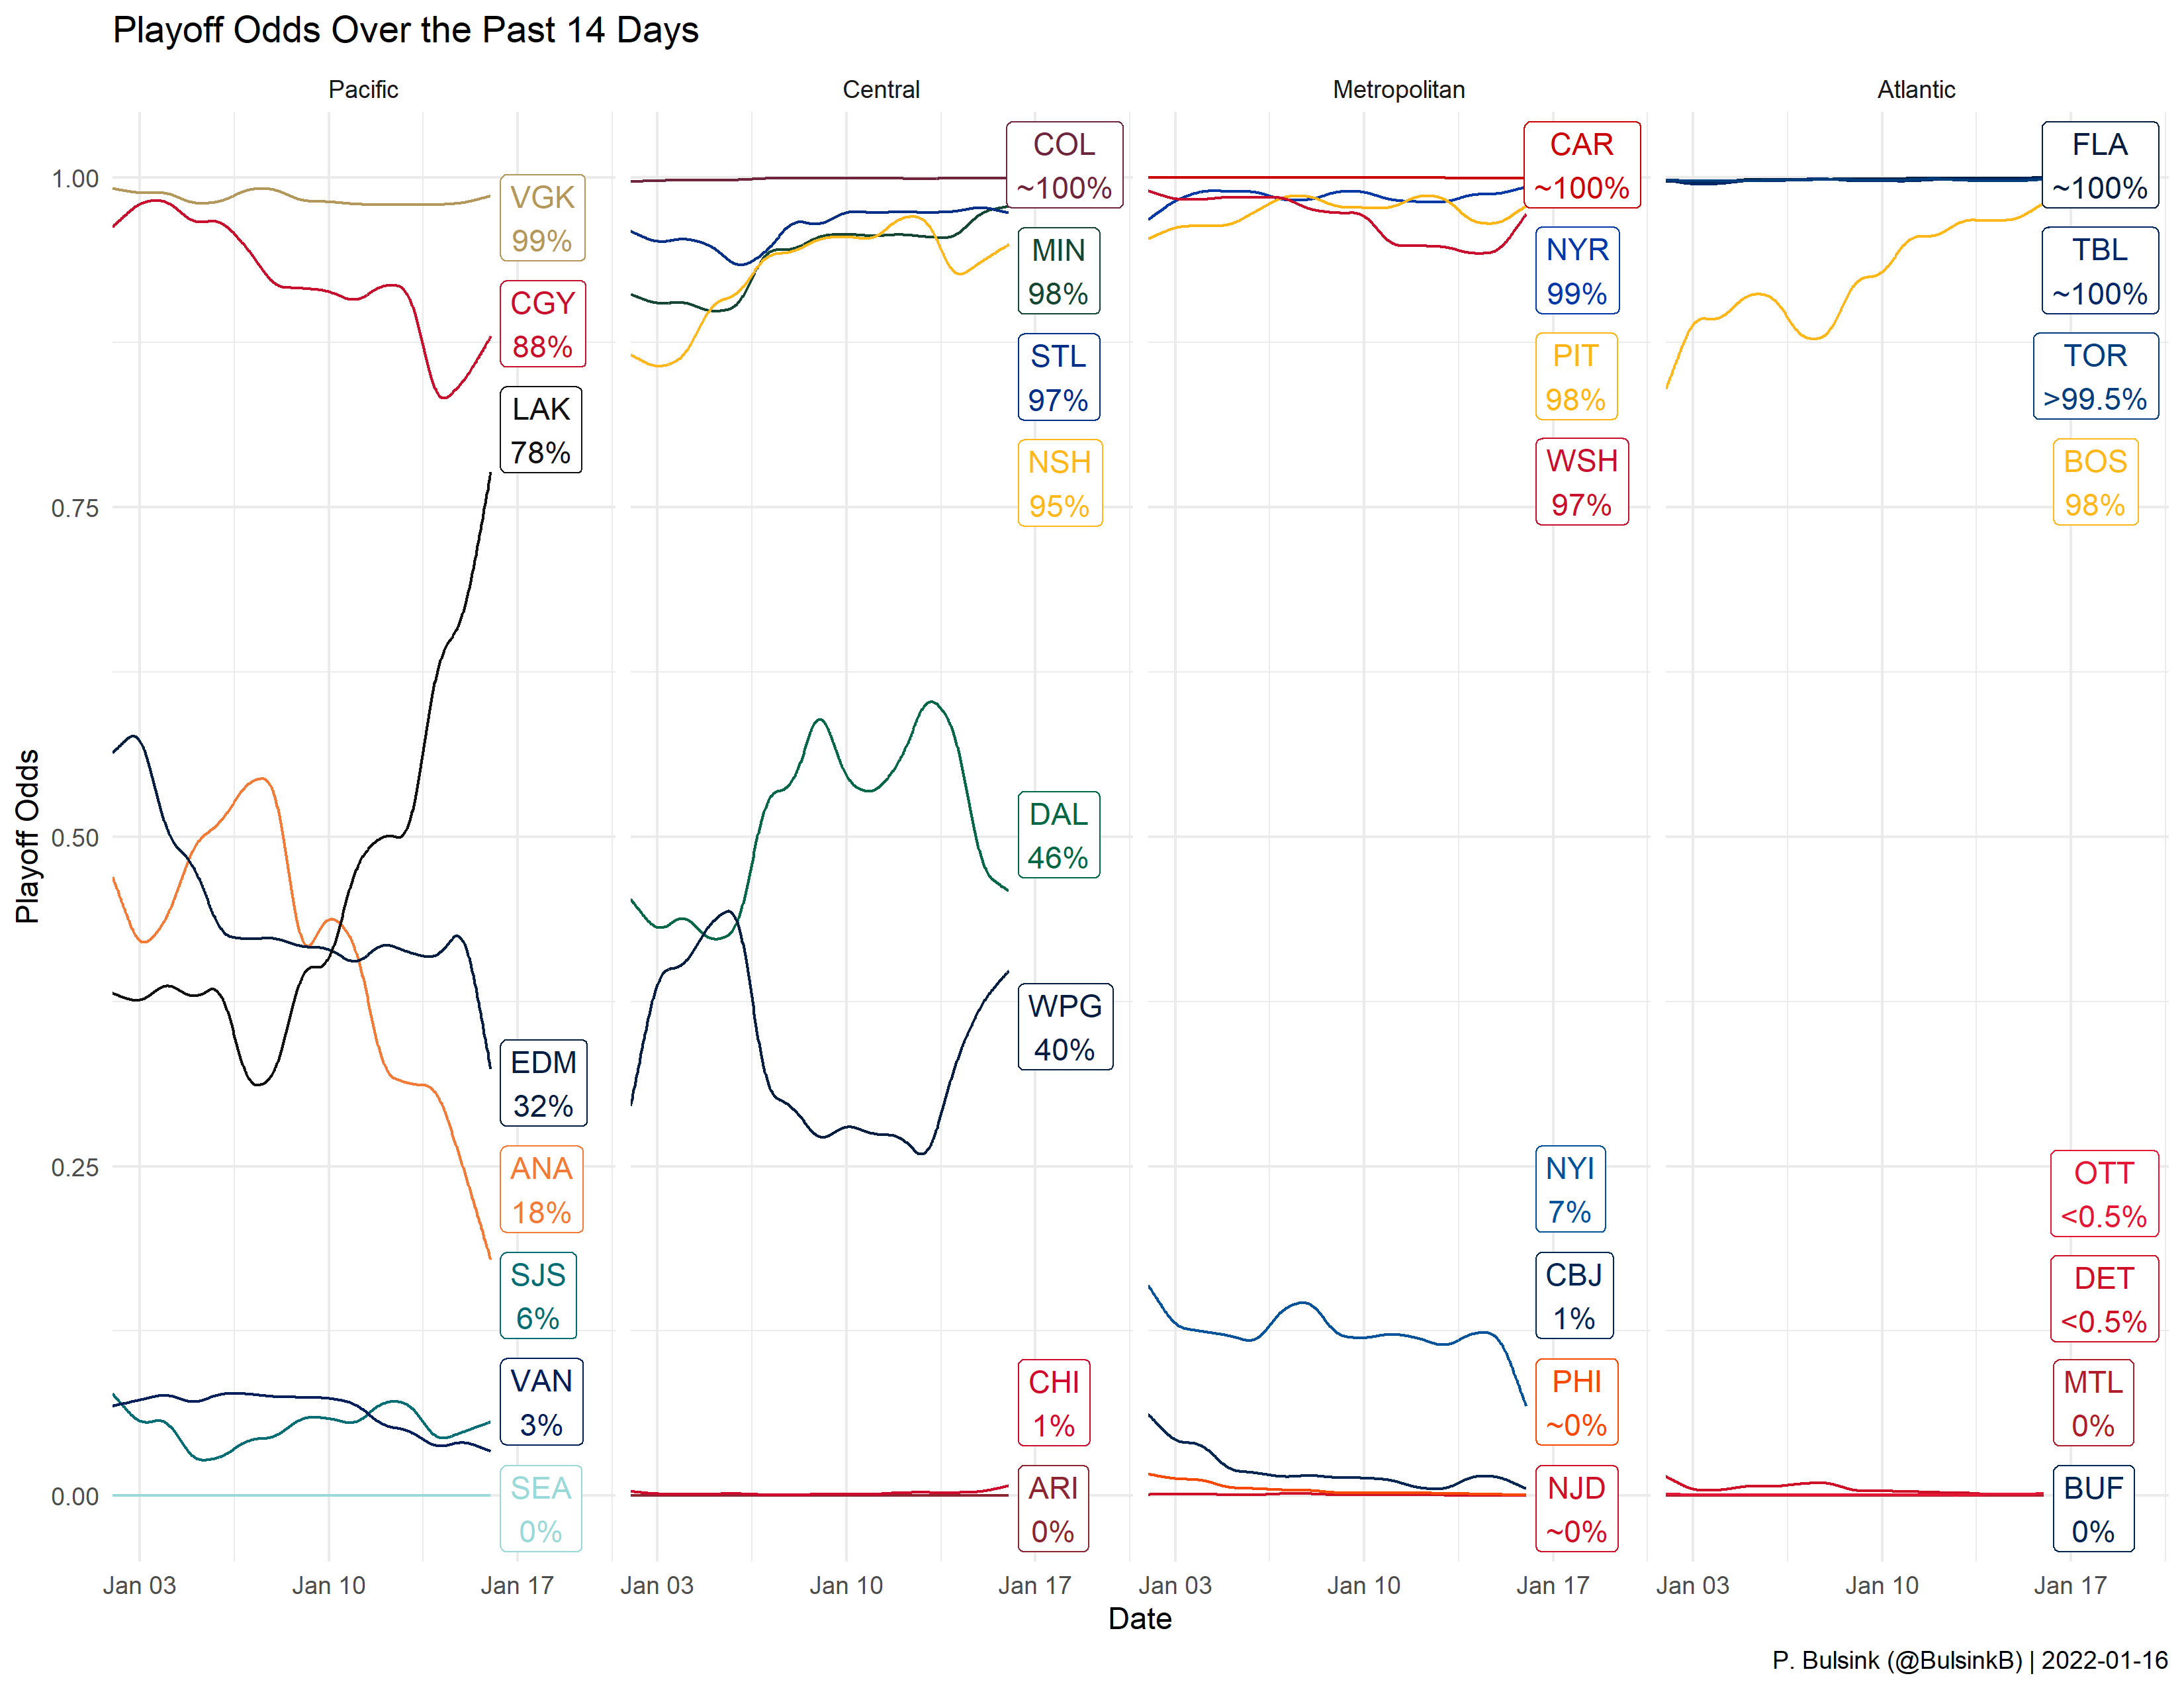 Playoff Odds Over the Past 14 Days
Pacific
Central
Metropolitan
Atlantic
Playoff Odds
1.00
0.75
0.50
0.25
0.00
VGK
99%
CGY
88%
LAK
78%
EDM
32%
ANA
18%
SJS
6%
VAN
3%
SEA
0%
COL
~100%
MIN
98%
STL
97%
NSH
95%
DAL
46%
WPG
40%
CHI
1%
ARI
0%
CAR
~100%
NYR
99%
PIT
98%
WSH
97%
NYI
7%
CBJ
1%
PHI
~0%
NJD
~0%
FLA
~100%
TBL
~100%
TOR
>99.5%
BOS
98%
OTT
<0.5%
DET
<0.5%
MTL
0%
BUF
0%
Jan 03 Jan 10 Jan 17 Jan 03 Jan 10 Jan 17 Jan 03 Jan 10 Jan 17 Jan 03 Jan 10 Jan 17
Date
P. Bulsink (@BulsinkB) | 2022-01-16